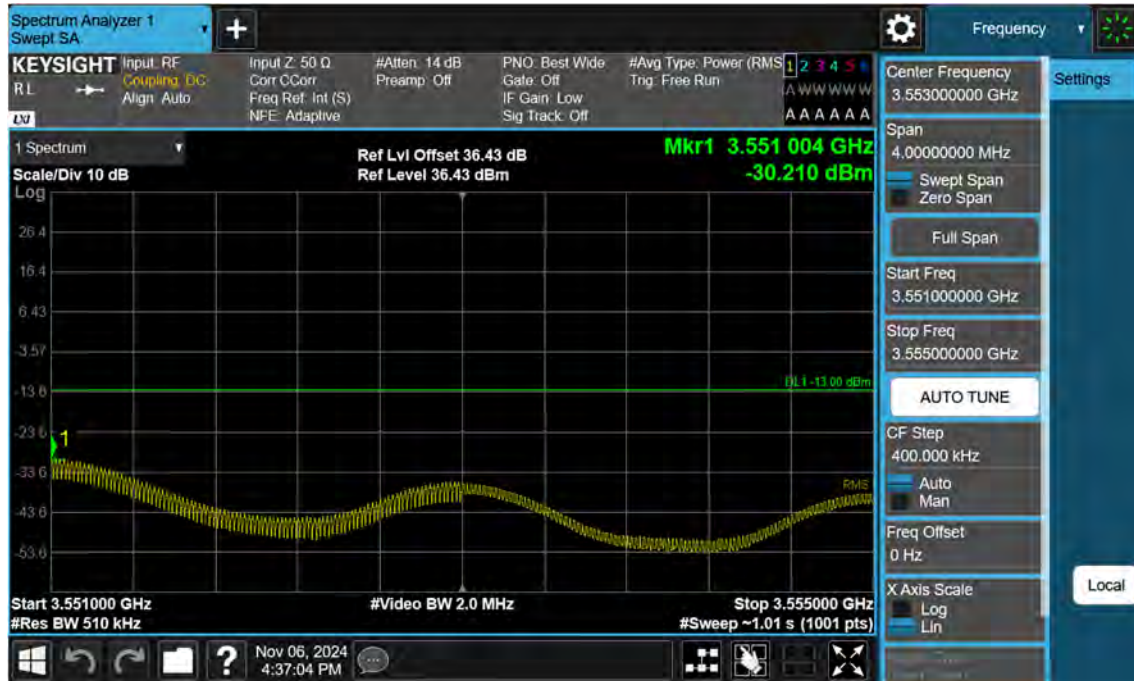 Spectrum Analyzer 1
Swept SA
+
Frequency
KEYSIGHT
RL
LXI
Input: RF
Coupling: DC
Align: Auto
Input Z: 50 Ω
Corr CCorr
Freq Ref: Int (S)
NFE: Adaptive
#Atten: 14 dB
Preamp: Off
PNO: Best Wide
Gate: Off
IF Gain: Low
Sig Track: Off
#Avg Type: Power (RMS
Trig: Free Run
1 2 3 4 5 6
A W W W W W
A A A A A A
1 Spectrum
Scale/Div 10 dB
Log
Ref Lvl Offset 36.43 dB
Ref Level 36.43 dBm
Mkr1 3.551 004 GHz
-30.210 dBm
26.4
16.4
6.43
-3.57
-13.6
-23.6
-33.6
-43.6
-53.6
DL1 -13.00 dBm
1
RMS
Start 3.551000 GHz
#Res BW 510 kHz
#Video BW 2.0 MHz
Stop 3.555000 GHz
#Sweep ~1.01 s (1001 pts)
Center Frequency
3.553000000 GHz
Span
4.00000000 MHz
Swept Span
Zero Span
Full Span
Start Freq
3.551000000 GHz
Stop Freq
3.555000000 GHz
AUTO TUNE
CF Step
400.000 kHz
Auto
Man
Freq Offset
0 Hz
X Axis Scale
Log
Lin
Settings
Local
?
Nov 06, 2024
4:37:04 PM